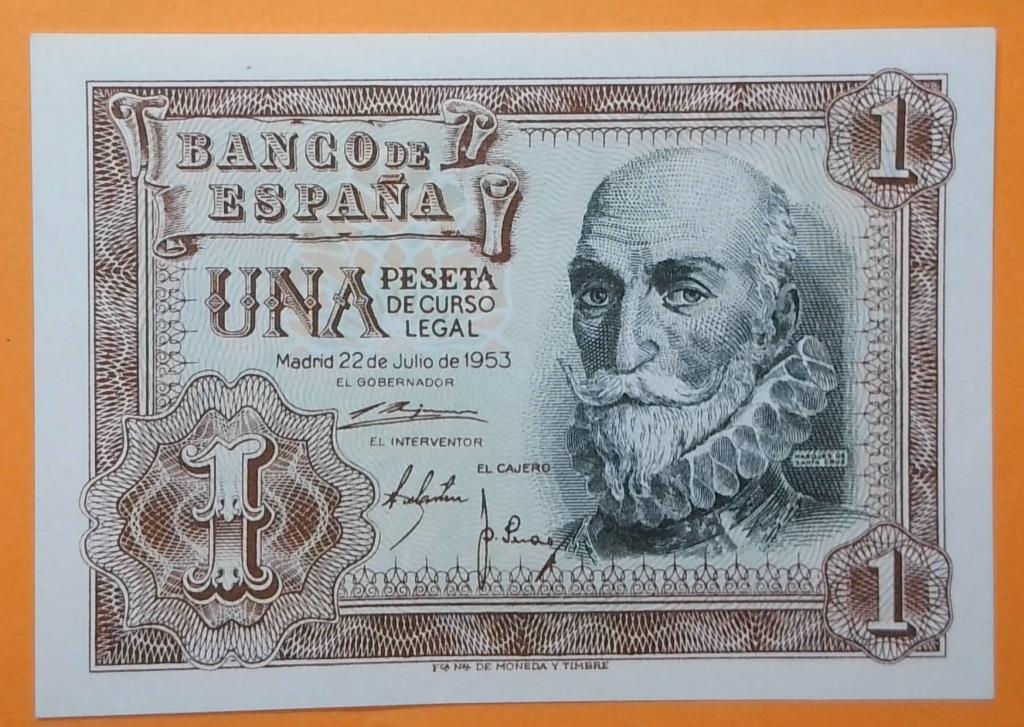 BANCO DE
ESPAÑA
1
UNA PESETA
DE CURSO
LEGAL
Madrid 22 de Julio de 1953
EL GOBERNADOR
EL INTERVENTOR
EL CAJERO
MARQUES DE
SANTA CRUZ
1
1
Fca Nal DE MONEDA Y TIMBRE